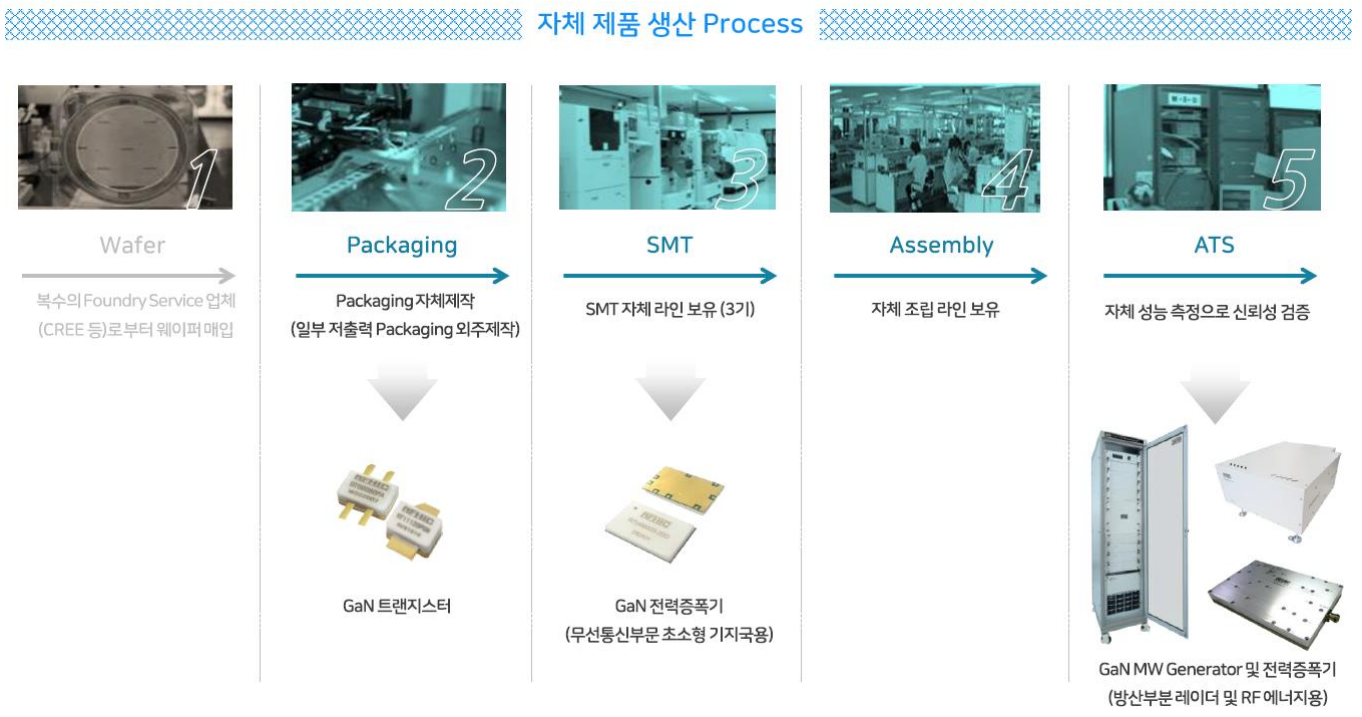 자체 제품 생산 Process
1
2
3
4
5
Wafer
Packaging
SMT
Assembly
ATS
복수의 Foundry Service 업체
(CREE 등)로부터 웨이퍼 매입
Packaging 자체제작
(일부 저출력 Packaging 외주제작)
SMT 자체 라인 보유 (3기)
자체 조립 라인 보유
자체 성능 측정으로 신뢰성 검증
RFHIC
RFHIC
RFHIC
GaN 트랜지스터
GaN 전력증폭기
(무선통신부문 초소형 기지국용)
GaN MW Generator 및 전력증폭기
(방산부분 레이더 및 RF 에너지용)